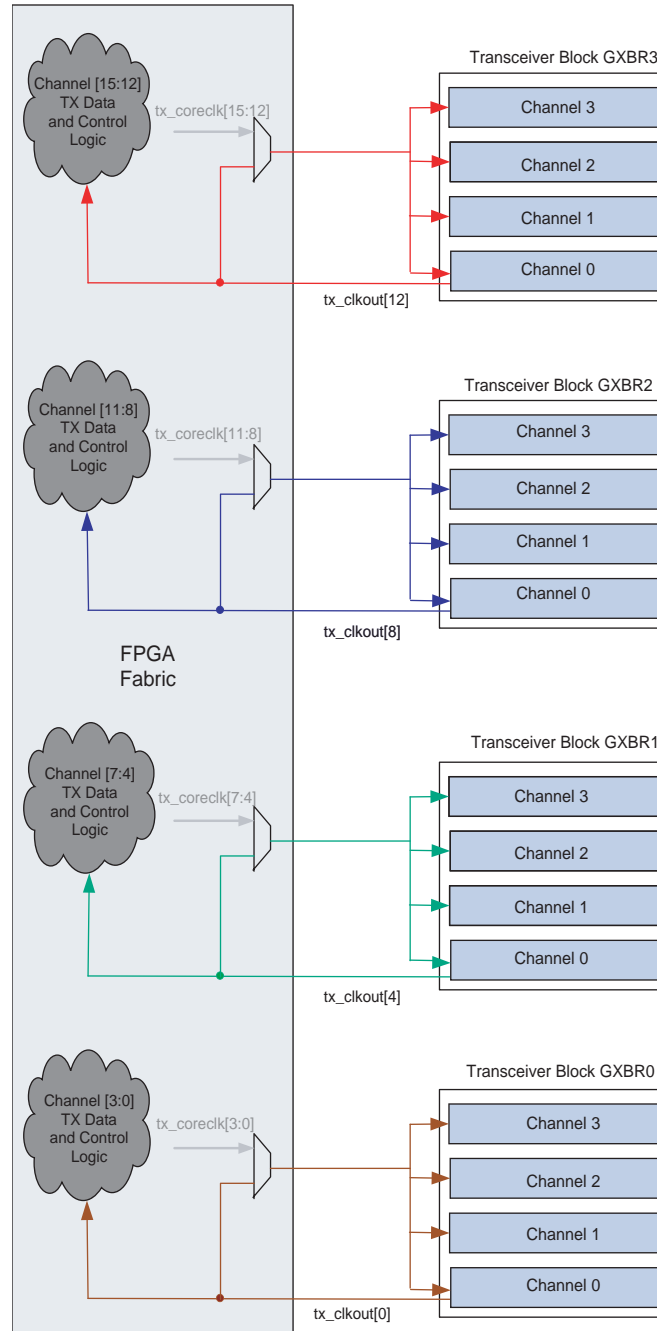 Transceiver Block GXBR3
Channel [15:12]
TX Data
and Control
Logic
tx_coreclk[15:12]
Channel 3
Channel 2
Channel 1
Channel 0
tx_clkout[12]
Transceiver Block GXBR2
Channel [11:8]
TX Data
and Control
Logic
tx_coreclk[11:8]
Channel 3
Channel 2
Channel 1
Channel 0
tx_clkout[8]
FPGA
Fabric
Transceiver Block GXBR1
Channel [7:4]
TX Data
and Control
Logic
tx_coreclk[7:4]
Channel 3
Channel 2
Channel 1
Channel 0
tx_clkout[4]
Transceiver Block GXBR0
Channel [3:0]
TX Data
and Control
Logic
tx_coreclk[3:0]
Channel 3
Channel 2
Channel 1
Channel 0
tx_clkout[0]